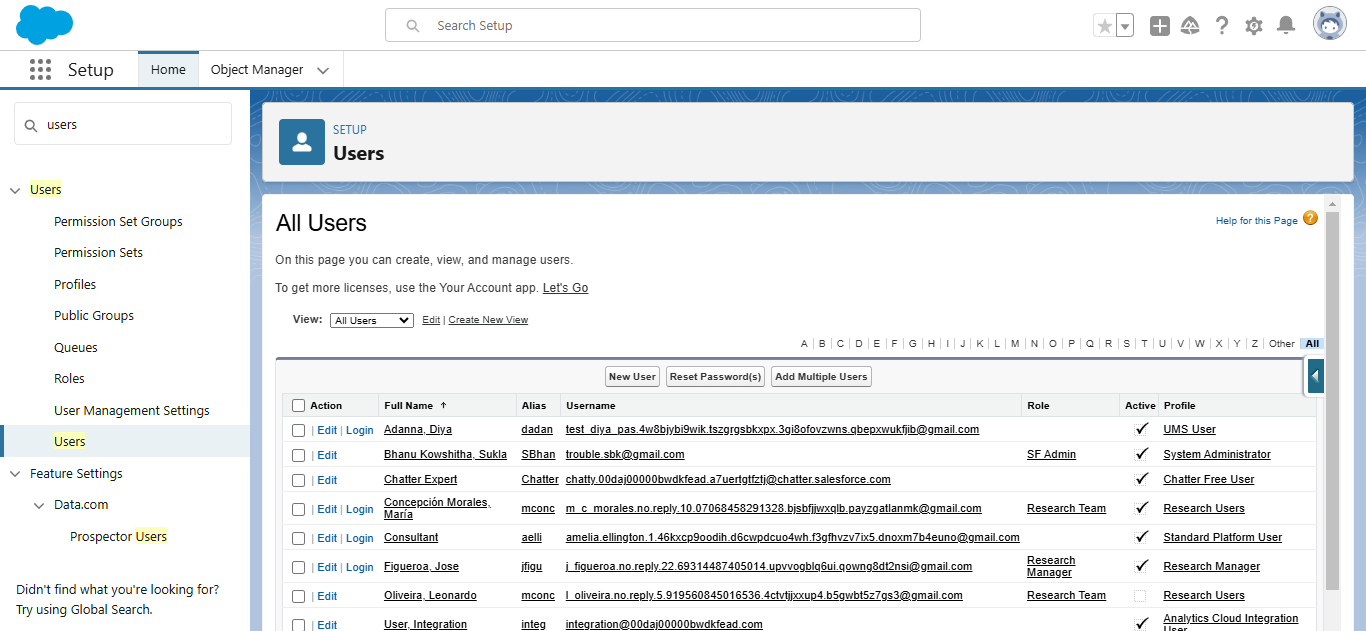 Search Setup
Setup
Home
Object Manager
users
Users
Permission Set Groups
Permission Sets
Profiles
Public Groups
Queues
Roles
User Management Settings
Users
Feature Settings
Data.com
Prospector Users
Didn't find what you're looking for?
Try using Global Search.
SETUP
Users
All Users
Help for this Page ?
On this page you can create, view, and manage users.
To get more licenses, use the Your Account app. Let's Go
View: All Users Edit | Create New View
A | B | C | D | E | F | G | H | I | J | K | L | M | N | O | P | Q | R | S | T | U | V | W | X | Y | Z | Other | All
New User Reset Password(s) Add Multiple Users
Action Full Name ↑ Alias Username Role Active Profile
| Edit | Login Adanna, Diya dadan test_diya_pas.4w8bjybi9wik.tszgrgsbkxpx.3gi8ofovzwns.qbepxwukfjib@gmail.com UMS User
| Edit Bhanu Kowshitha, Sukla SBhan trouble.sbk@gmail.com SF Admin System Administrator
| Edit Chatter Expert Chatter chatty.00daj00000bwdkfead.a7uertgtfztj@chatter.salesforce.com Chatter Free User
| Edit | Login Concepción Morales, María mconc m_c_morales.no.reply.10.07068458291328.bjsbfjjwxqlb.payzgatlanmk@gmail.com Research Team Research Users
| Edit | Login Consultant aelli amelia.ellington.1.46kxcp9oodih.d6cwpdcuo4wh.f3gfhvzv7ix5.dnoxm7b4euno@gmail.com Standard Platform User
| Edit | Login Figueroa, Jose jfigu j_figueroa.no.reply.22.69314487405014.upvvogblq6ui.qowng8dt2nsi@gmail.com Research Manager Research Manager
| Edit Oliveira, Leonardo mconc l_oliveira.no.reply.5.919560845016536.4ctvtjjxxup4.b5gwbt5z7gs3@gmail.com Research Team Research Users
| Edit User, Integration integ integration@00daj00000bwdkfead.com Analytics Cloud Integration User